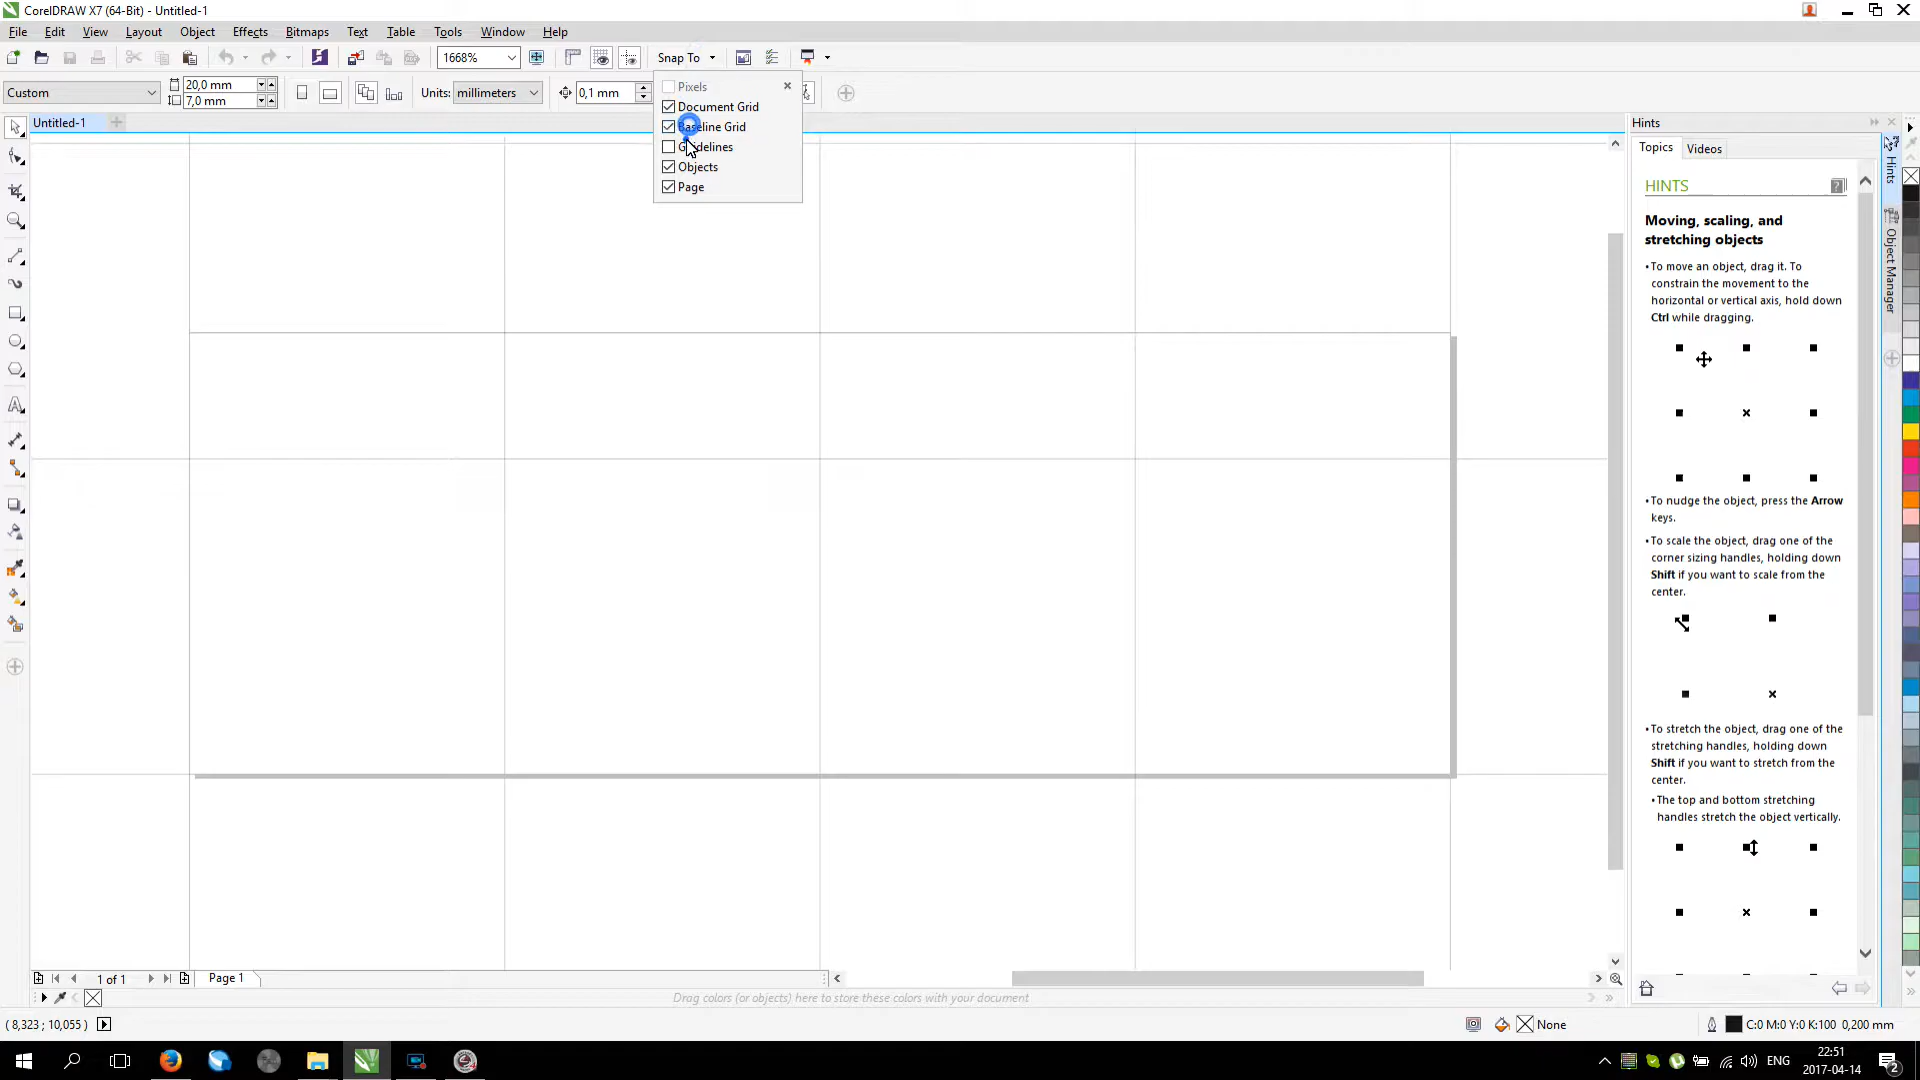 CorelDRAW X7 (64-Bit) - Untitled-1
File Edit View Layout Object Effects Bitmaps Text Table Tools Window Help
1668% Snap To
Custom 20,0 mm 7,0 mm Units: millimeters 0,1 mm
Pixels
Document Grid
Baseline Grid
Guidelines
Objects
Page
Untitled-1
Hints
Topics Videos
HINTS
Moving, scaling, and
stretching objects
•To move an object, drag it. To
constrain the movement to the
horizontal or vertical axis, hold down
Ctrl while dragging.
•To nudge the object, press the Arrow
keys.
•To scale the object, drag one of the
corner sizing handles, holding down
Shift if you want to scale from the
center.
•To stretch the object, drag one of the
stretching handles, holding down
Shift if you want to stretch from the
center.
•The top and bottom stretching
handles stretch the object vertically.
Hints
Object Manager
1 of 1 Page 1
Drag colors (or objects) here to store these colors with your document
( 8,323 ; 10,055 ) None C:0 M:0 Y:0 K:100 0,200 mm
ENG 22:51
2017-04-14 2